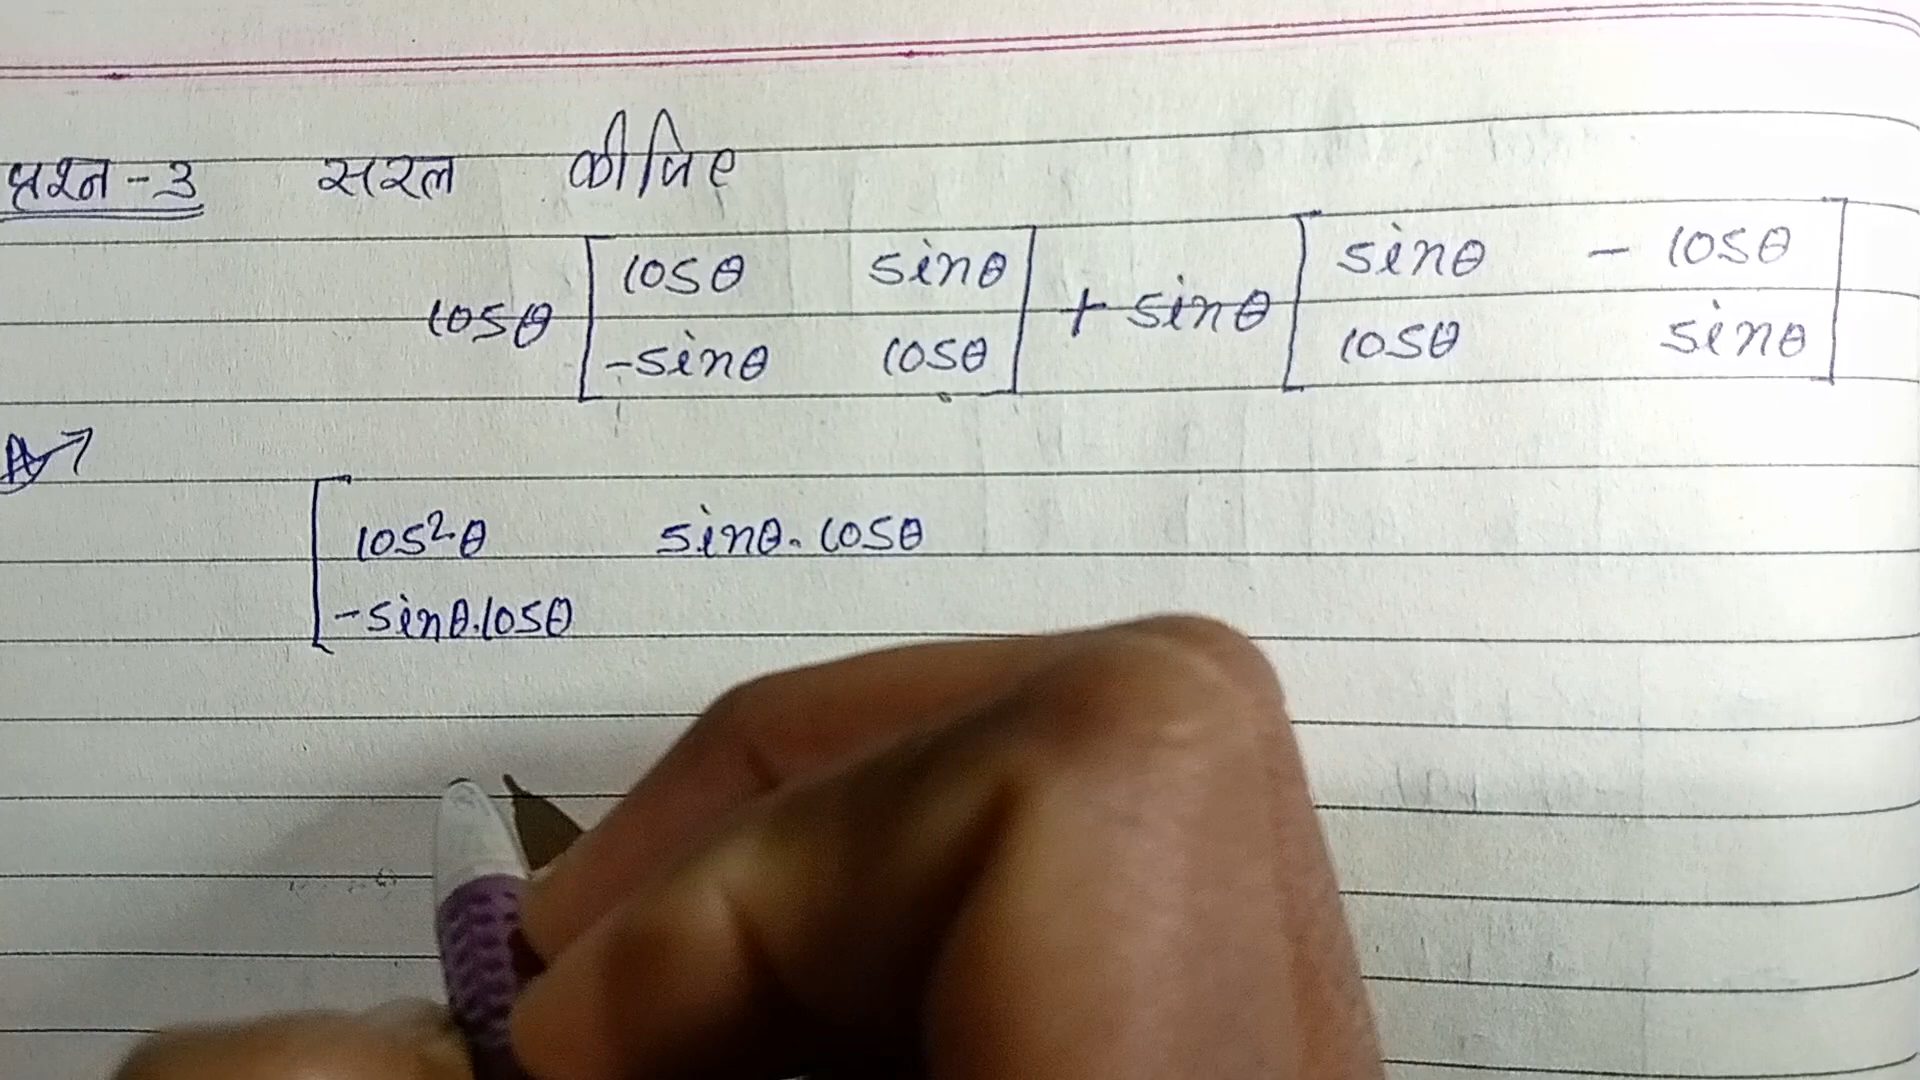 प्रश्न-3 सरल कीजिए
cosθ [cosθ sinθ] + sinθ [sinθ - cosθ]
[-sinθ cosθ] [cosθ sinθ]
A→
[cos²θ sinθ.cosθ
-sinθ.cosθ